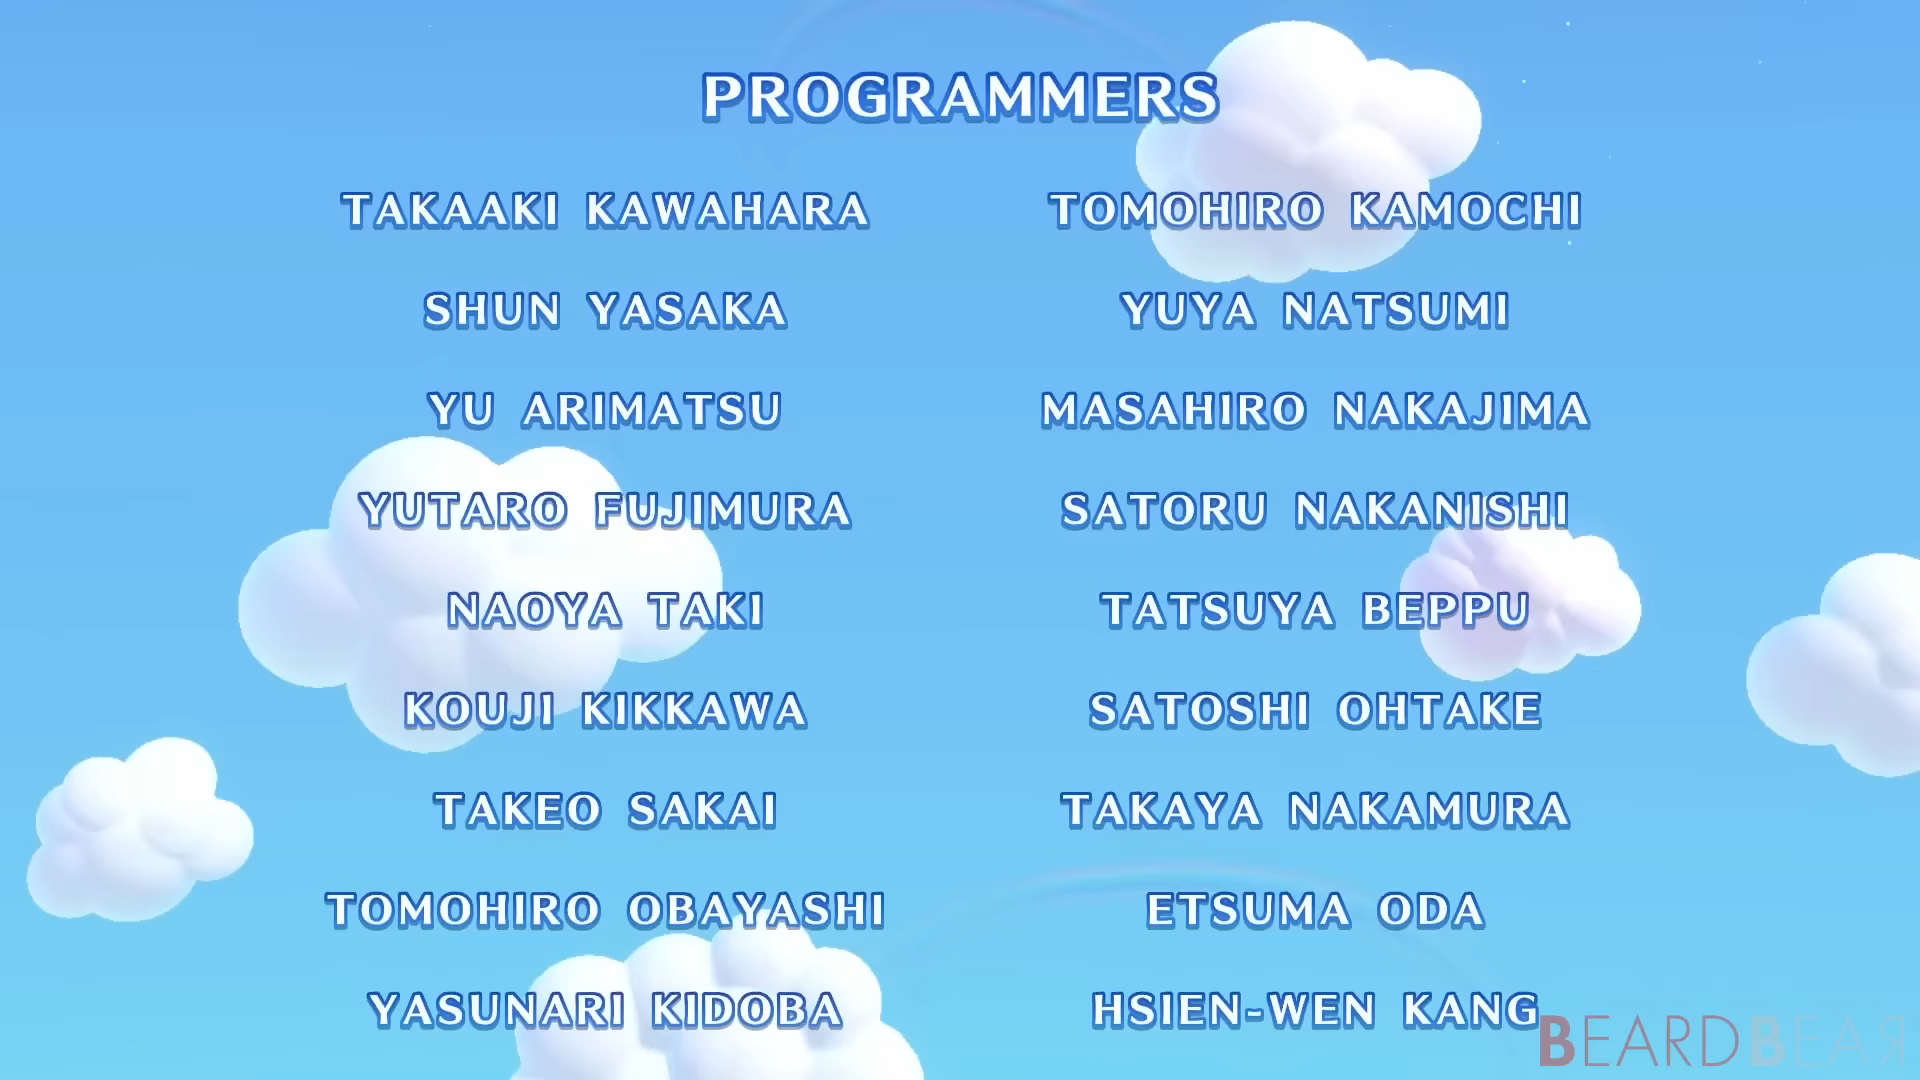 PROGRAMMERS
TAKAAKI KAWAHARA TOMOHIRO KAMOCHI
SHUN YASAKA YUYA NATSUMI
YU ARIMATSU MASAHIRO NAKAJIMA
YUTARO FUJIMURA SATORU NAKANISHI
NAOYA TAKI TATSUYA BEPPU
KOUJI KIKKAWA SATOSHI OHTAKE
TAKEO SAKAI TAKAYA NAKAMURA
TOMOHIRO OBAYASHI ETSUMA ODA
YASUNARI KIDOBA HSIEN-WEN KANG
BEARDBEAR